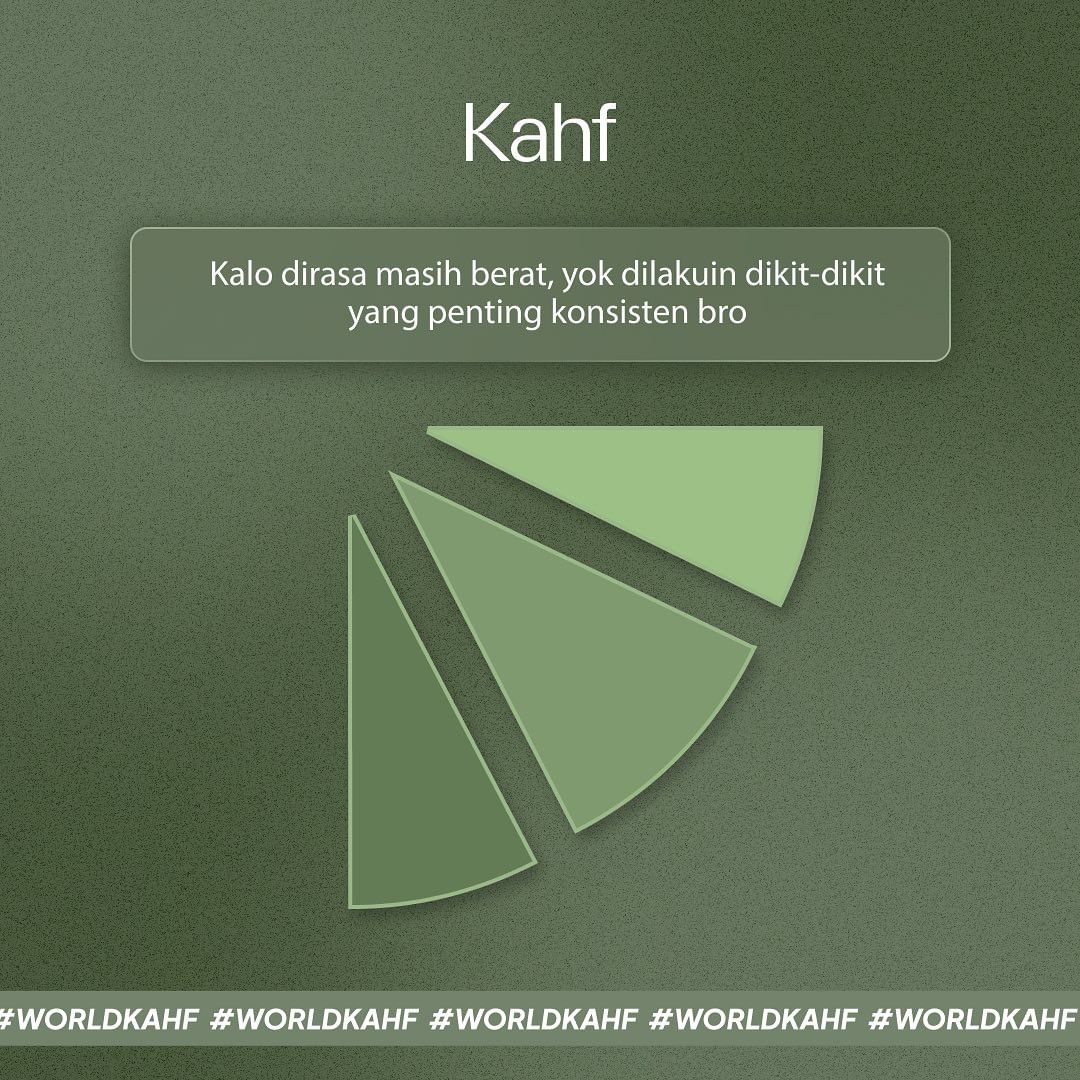 Kahf
Kalo dirasa masih berat, yok dilakuin dikit-dikit
yang penting konsisten bro
#WORLDKAHF #WORLDKAHF #WORLDKAHF #WORLDKAHF #WORLDKAHF